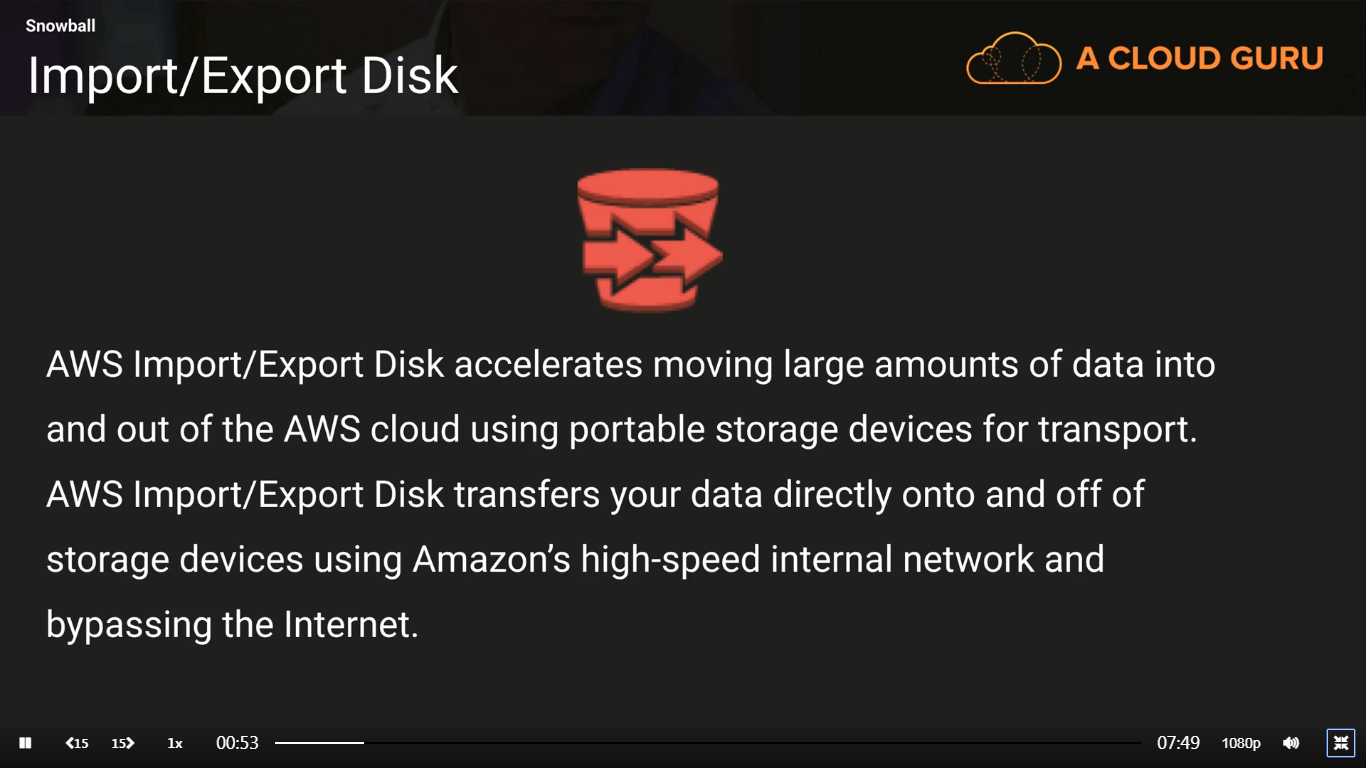 Snowball
Import/Export Disk
A CLOUD GURU
AWS Import/Export Disk accelerates moving large amounts of data into
and out of the AWS cloud using portable storage devices for transport.
AWS Import/Export Disk transfers your data directly onto and off of
storage devices using Amazon’s high-speed internal network and
bypassing the Internet.
15 15 1x 00:53 07:49 1080p